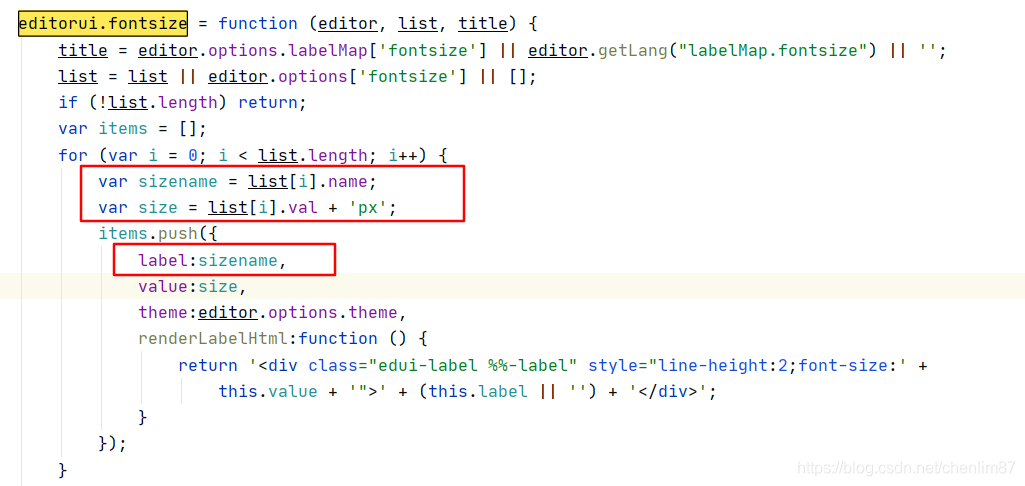 editorui.fontsize = function (editor, list, title) {
    title = editor.options.labelMap['fontsize'] || editor.getLang("labelMap.fontsize") || '';
    list = list || editor.options['fontsize'] || [];
    if (!list.length) return;
    var items = [];
    for (var i = 0; i < list.length; i++) {
        var sizename = list[i].name;
        var size = list[i].val + 'px';
        items.push({
            label:sizename,
            value:size,
            theme:editor.options.theme,
            renderLabelHtml:function () {
                return '<div class="edui-label %%-label" style="line-height:2;font-size:' +
                    this.value + '">' + (this.label || '') + '</div>';
            }
        });
    }
https://blog.csdn.net/chenlim87